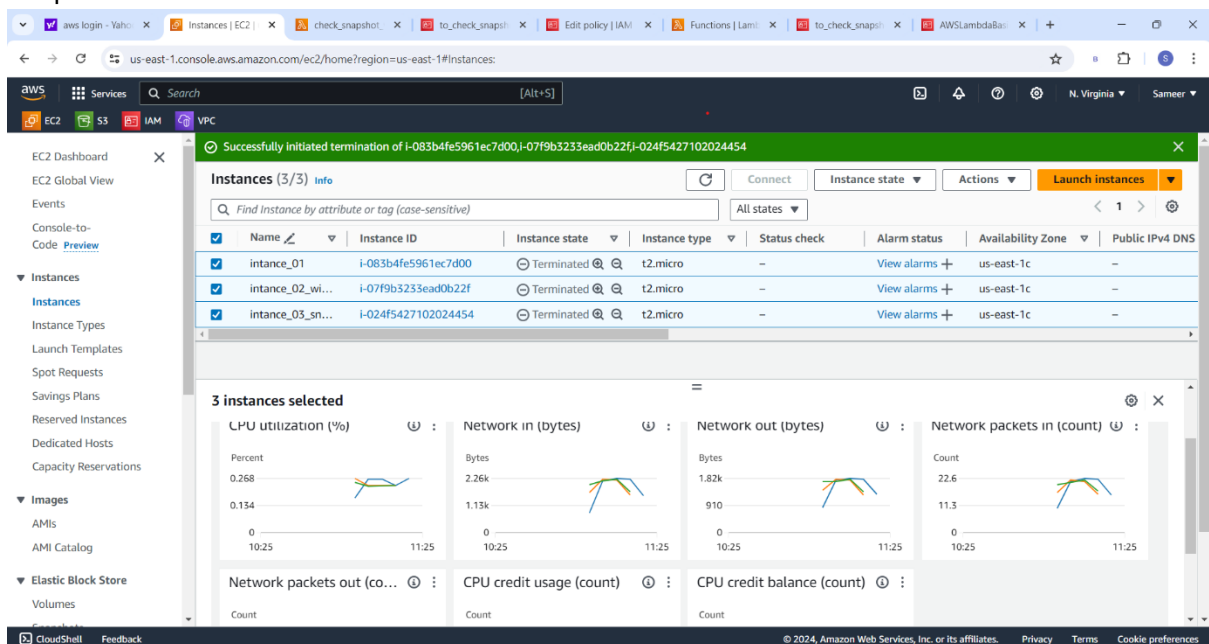 aws login - Yaho
Instances | EC2 |
check_snapshot_
to_check_snapsh
Edit policy | IAM
Functions | Lamb
to_check_snapsh
AWSLambdaBas
us-east-1.console.aws.amazon.com/ec2/home?region=us-east-1#Instances:
S
aws
Services
Search
[Alt+S]
N. Virginia
Sameer
EC2
S3
IAM
VPC
Successfully initiated termination of i-083b4fe5961ec7d00,i-07f9b3233ead0b22f,i-024f5427102024454
EC2 Dashboard
EC2 Global View
Events
Console-to-
Code Preview
Instances
Instances
Instance Types
Launch Templates
Spot Requests
Savings Plans
Reserved Instances
Dedicated Hosts
Capacity Reservations
Images
AMIs
AMI Catalog
Elastic Block Store
Volumes
Instances (3/3) Info
Connect
Instance state
Actions
Launch instances
Find Instance by attribute or tag (case-sensitive)
All states
1
Name Instance ID Instance state Instance type Status check Alarm status Availability Zone Public IPv4 DNS
intance_01 i-083b4fe5961ec7d00 Terminated t2.micro – View alarms + us-east-1c –
intance_02_wi... i-07f9b3233ead0b22f Terminated t2.micro – View alarms + us-east-1c –
intance_03_sn... i-024f5427102024454 Terminated t2.micro – View alarms + us-east-1c –
3 instances selected
CPU utilization (%)
Percent
0.268
0.134
0
10:25 11:25
Network in (bytes)
Bytes
2.26k
1.13k
0
10:25 11:25
Network out (bytes)
Bytes
1.82k
910
0
10:25 11:25
Network packets in (count)
Count
22.6
11.3
0
10:25 11:25
Network packets out (co...
Count
CPU credit usage (count)
Count
CPU credit balance (count)
Count
CloudShell
Feedback
© 2024, Amazon Web Services, Inc. or its affiliates.
Privacy
Terms
Cookie preferences